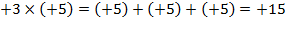 +3 × (+5) = (+5) + (+5) + (+5) = +15